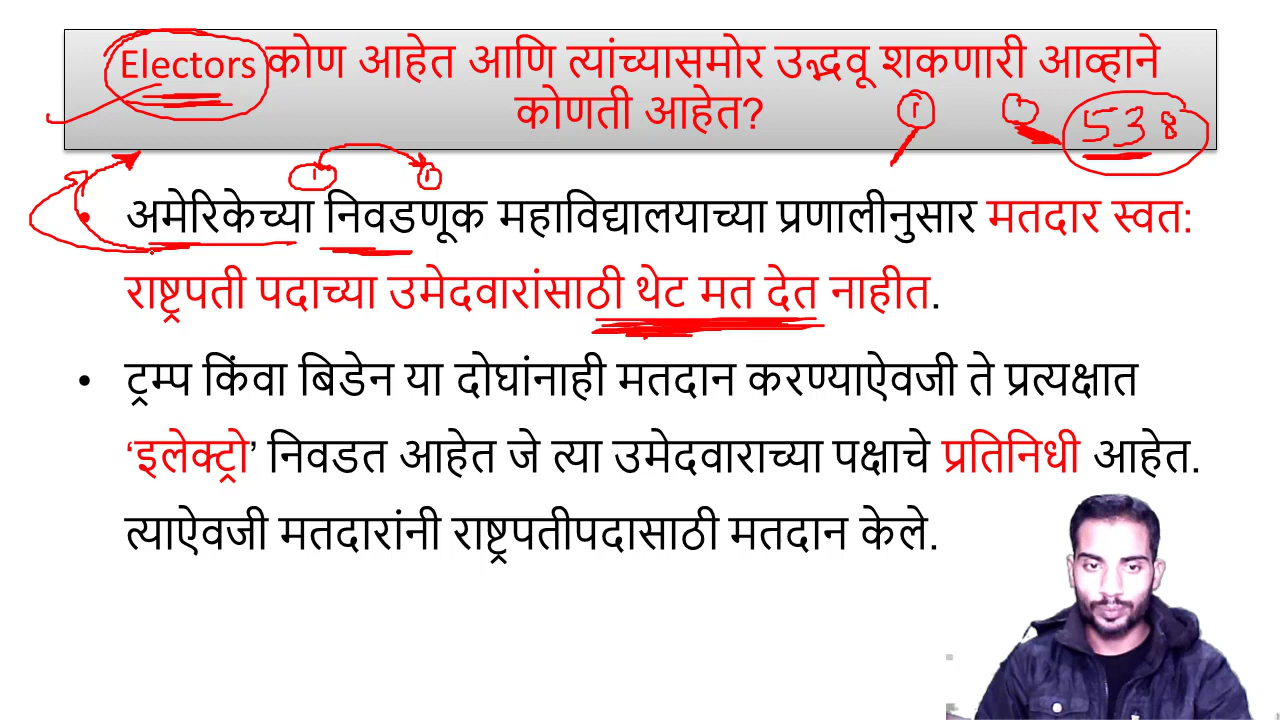 Electors कोण आहेत आणि त्यांच्यासमोर उद्भवू शकणारी आव्हाने
कोणती आहेत?
538
• अमेरिकेच्या निवडणूक महाविद्यालयाच्या प्रणालीनुसार मतदार स्वत:
राष्ट्रपती पदाच्या उमेदवारांसाठी थेट मत देत नाहीत.
• ट्रम्प किंवा बिडेन या दोघांनाही मतदान करण्याऐवजी ते प्रत्यक्षात
‘इलेक्ट्रो’ निवडत आहेत जे त्या उमेदवाराच्या पक्षाचे प्रतिनिधी आहेत.
त्याऐवजी मतदारांनी राष्ट्रपतीपदासाठी मतदान केले.